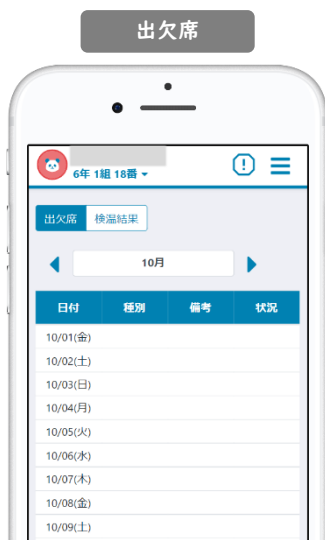 出欠席
6年 1組 18番
出欠席 検温結果
10月
日付 種別 備考 状況
10/01(金)
10/02(土)
10/03(日)
10/04(月)
10/05(火)
10/06(水)
10/07(木)
10/08(金)
10/09(土)